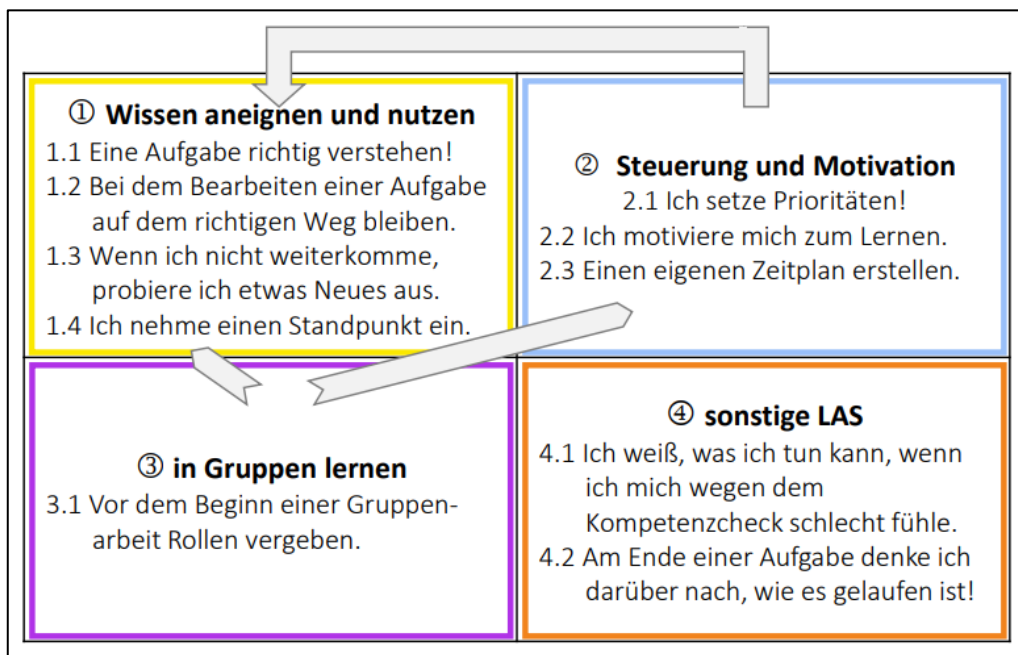 ① Wissen aneignen und nutzen
1.1 Eine Aufgabe richtig verstehen!
1.2 Bei dem Bearbeiten einer Aufgabe
auf dem richtigen Weg bleiben.
1.3 Wenn ich nicht weiterkomme,
probiere ich etwas Neues aus.
1.4 Ich nehme einen Standpunkt ein.
② Steuerung und Motivation
2.1 Ich setze Prioritäten!
2.2 Ich motiviere mich zum Lernen.
2.3 Einen eigenen Zeitplan erstellen.
③ in Gruppen lernen
3.1 Vor dem Beginn einer Gruppen-
arbeit Rollen vergeben.
④ sonstige LAS
4.1 Ich weiß, was ich tun kann, wenn
ich mich wegen dem
Kompetenzcheck schlecht fühle.
4.2 Am Ende einer Aufgabe denke ich
darüber nach, wie es gelaufen ist!